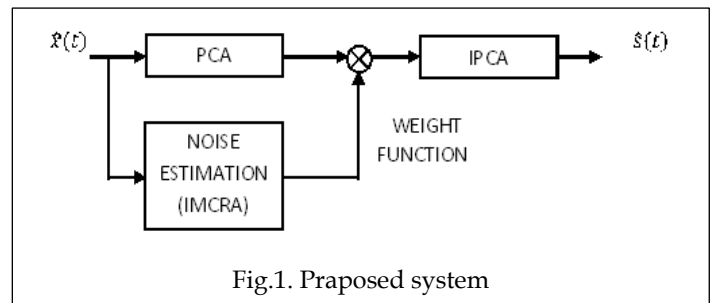 x̂(t)
PCA
IPCA
ŝ(t)
NOISE
ESTIMATION
(IMCRA)
WEIGHT
FUNCTION
Fig.1. Praposed system